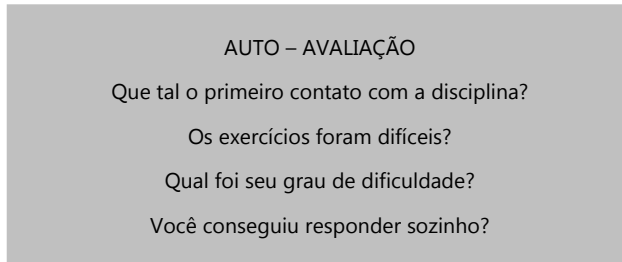 AUTO – AVALIAÇÃO
Que tal o primeiro contato com a disciplina?
Os exercícios foram difíceis?
Qual foi seu grau de dificuldade?
Você conseguiu responder sozinho?